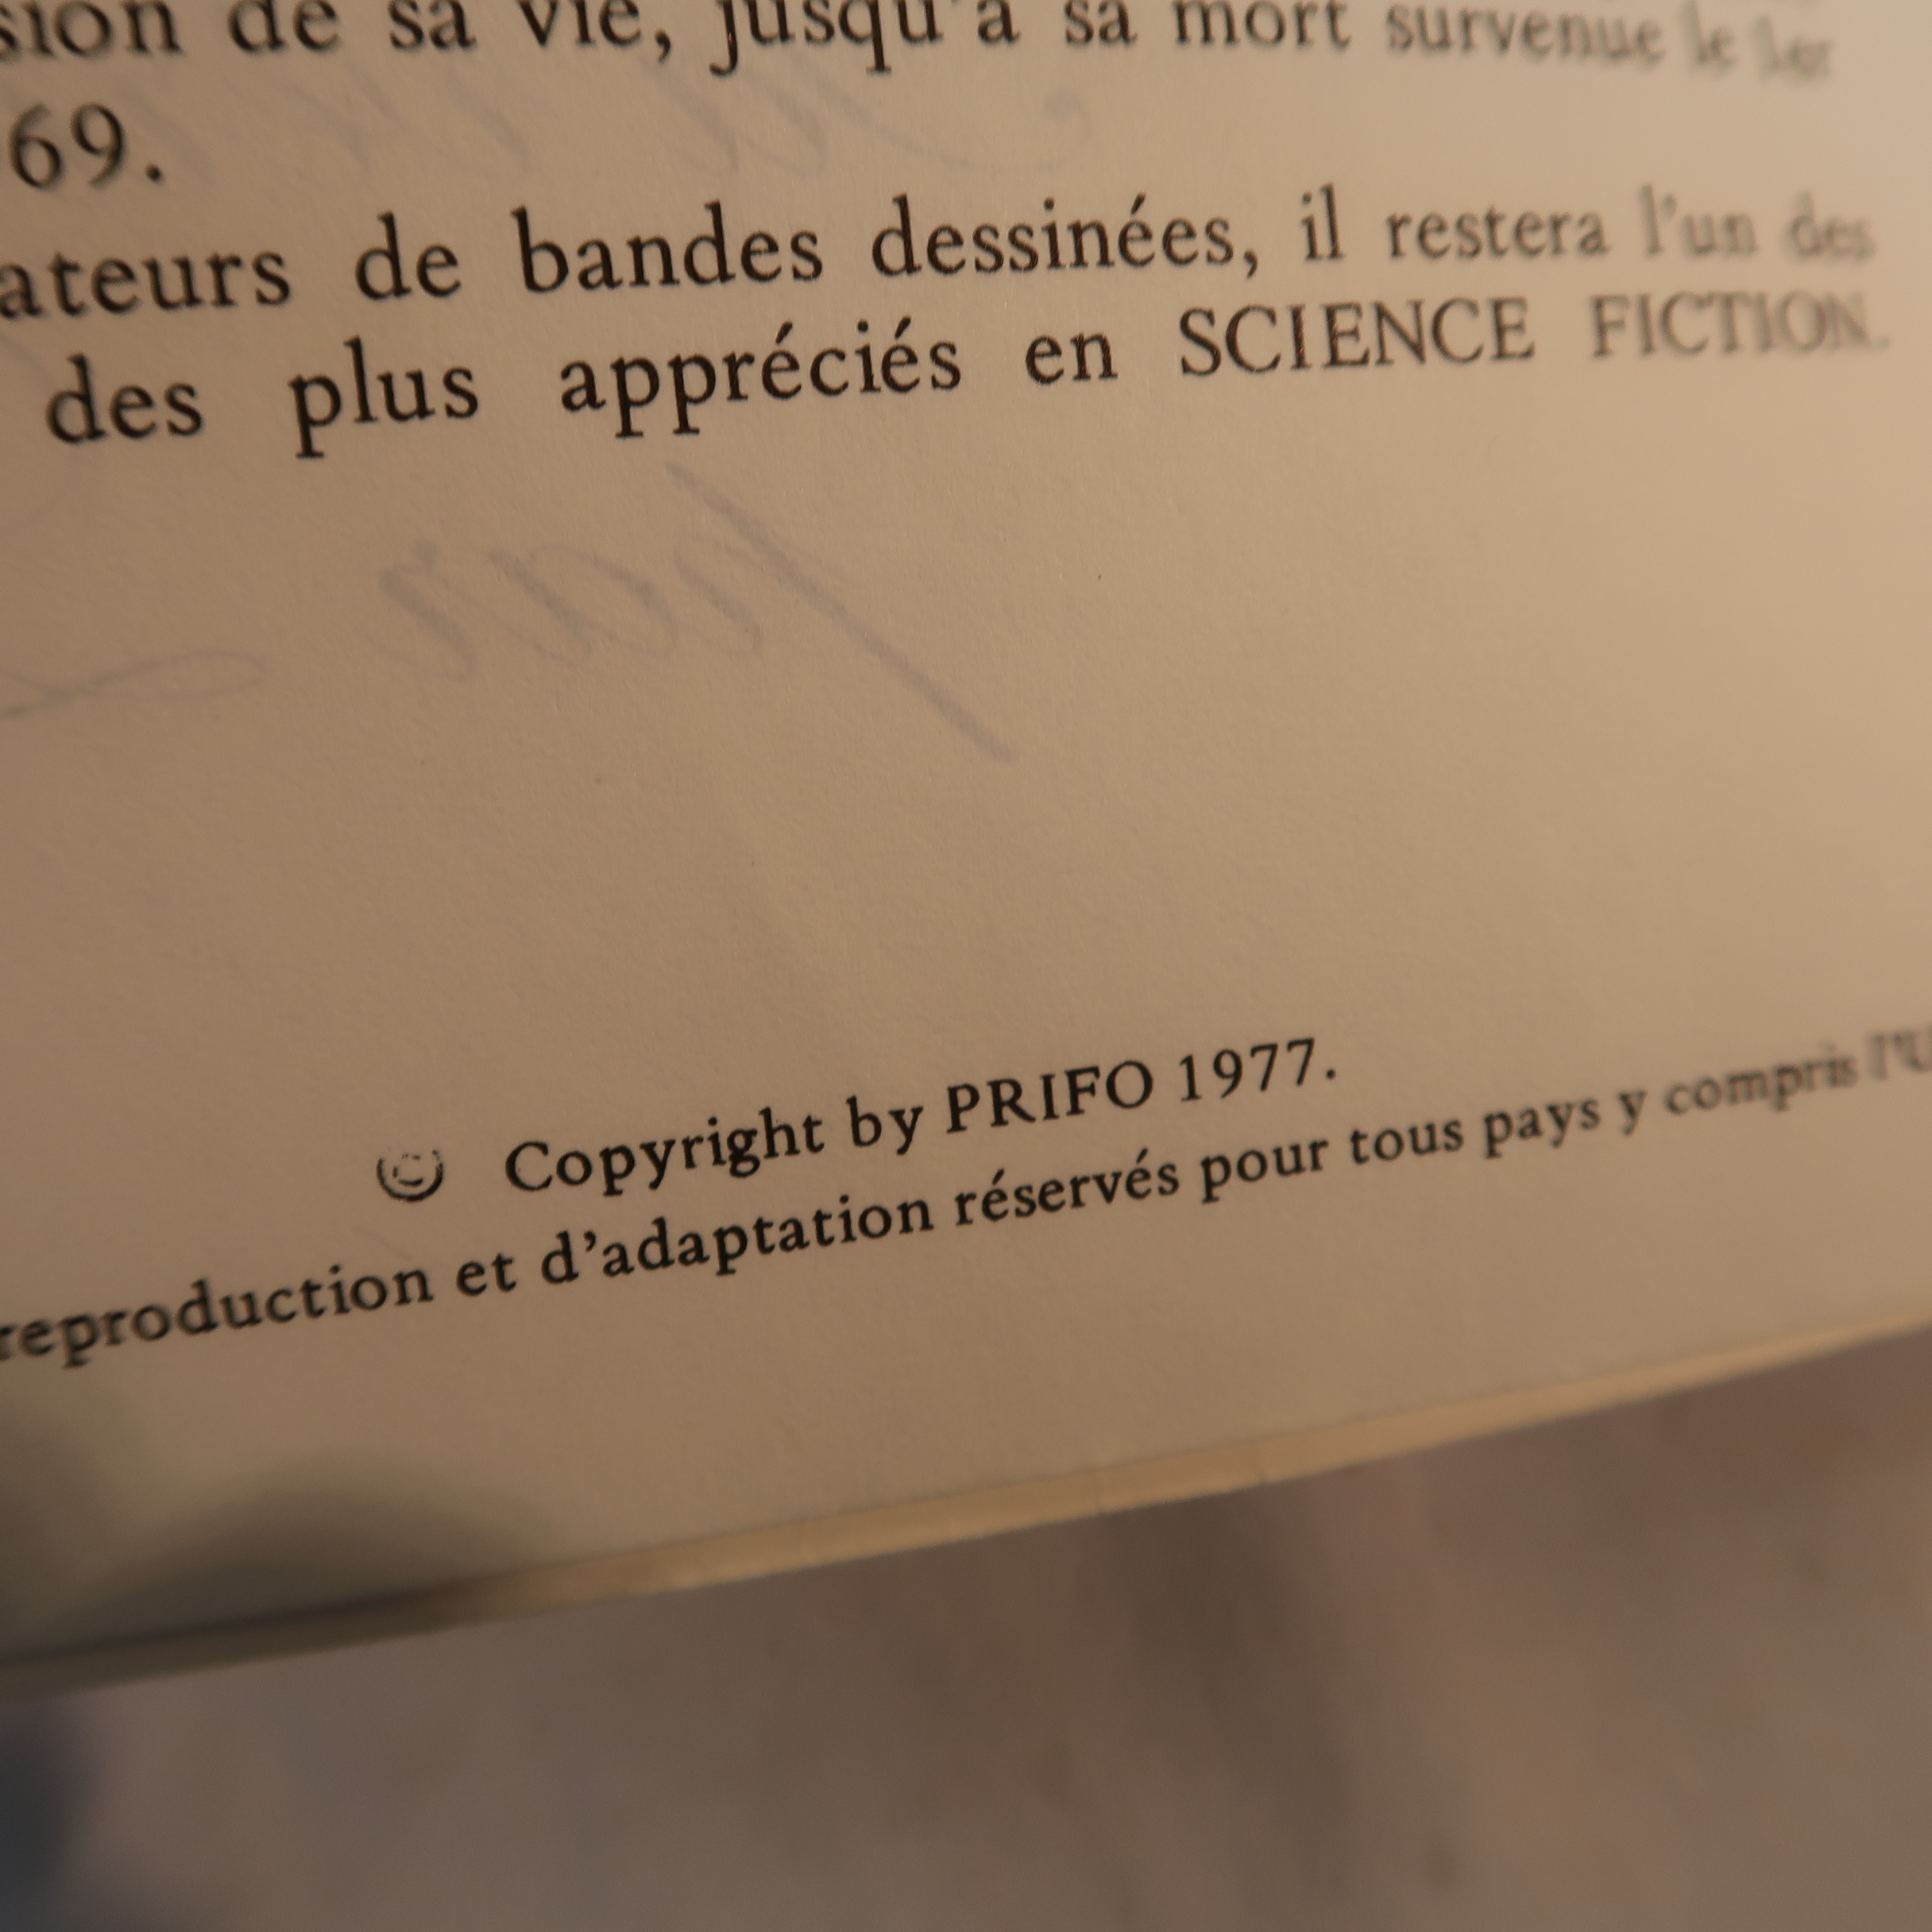 sion de sa vie, jusqu'à sa mort survenue le 1er
69.
ateurs de bandes dessinées, il restera l'un des
des plus appréciés en SCIENCE FICTION.
© Copyright by PRIFO 1977.
reproduction et d'adaptation réservés pour tous pays y compris l'U